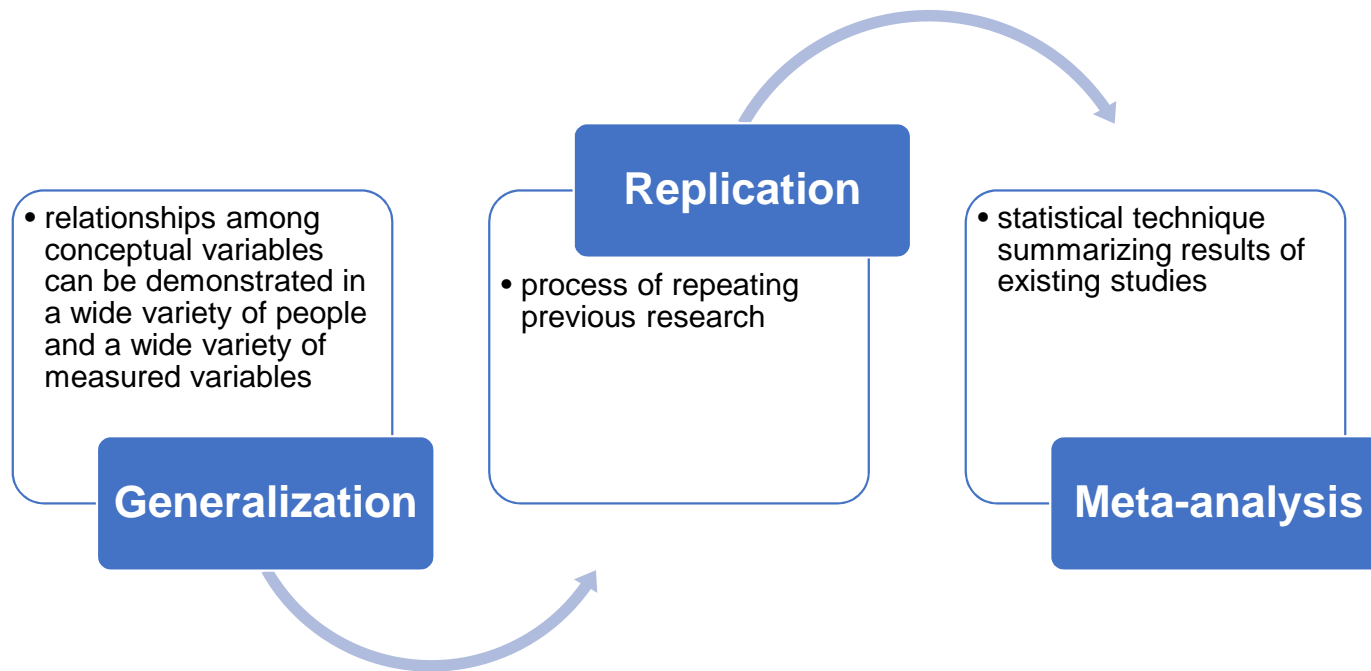 • relationships among
conceptual variables
can be demonstrated in
a wide variety of people
and a wide variety of
measured variables
Generalization
Replication
• process of repeating
previous research
• statistical technique
summarizing results of
existing studies
Meta-analysis